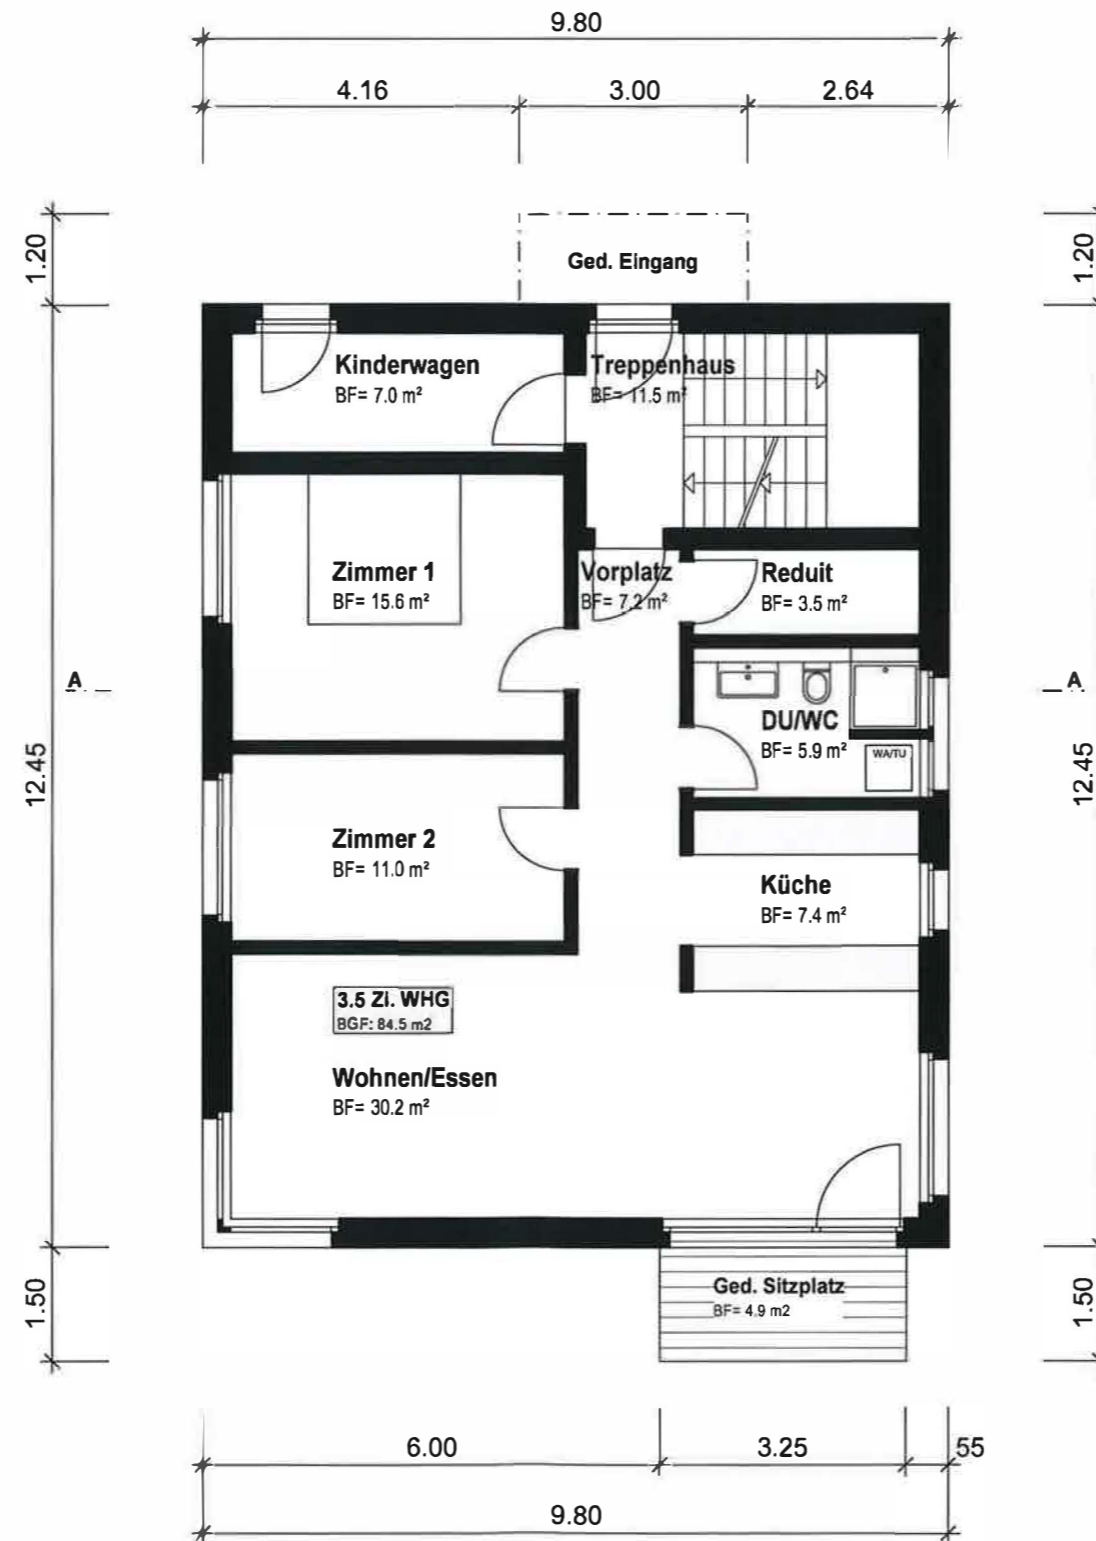 9.80
4.16
3.00
2.64
1.20
1.20
Ged. Eingang
Kinderwagen
BF= 7.0 m²
Treppenhaus
BF= 11.5 m²
Zimmer 1
BF= 15.6 m²
Vorplatz
BF= 7.2 m²
Reduit
BF= 3.5 m²
A
A
DU/WC
BF= 5.9 m²
WA/TU
12.45
12.45
Zimmer 2
BF= 11.0 m²
Küche
BF= 7.4 m²
3.5 Zi. WHG
BGF: 84.5 m2
Wohnen/Essen
BF= 30.2 m²
1.50
1.50
Ged. Sitzplatz
BF= 4.9 m2
6.00
3.25
55
9.80